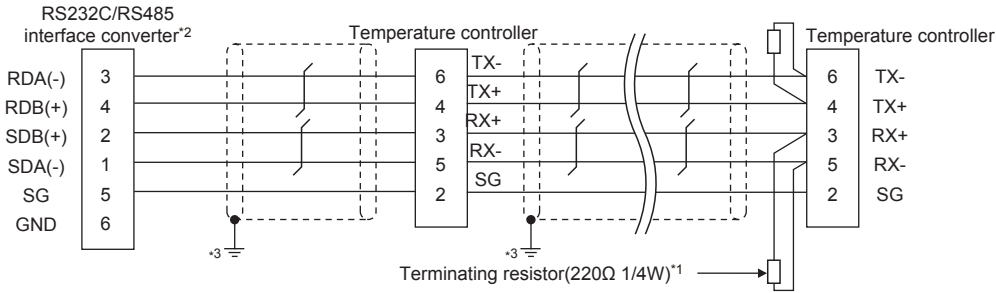 RS232C/RS485
interface converter*2
Temperature controller
Temperature controller
RDA(-) 3 6 TX- 6 TX-
RDB(+) 4 4 TX+ 4 TX+
SDB(+) 2 3 RX+ 3 RX+
SDA(-) 1 5 RX- 5 RX-
SG 5 2 SG 2 SG
GND 6
*3 *3
Terminating resistor(220Ω 1/4W)*1